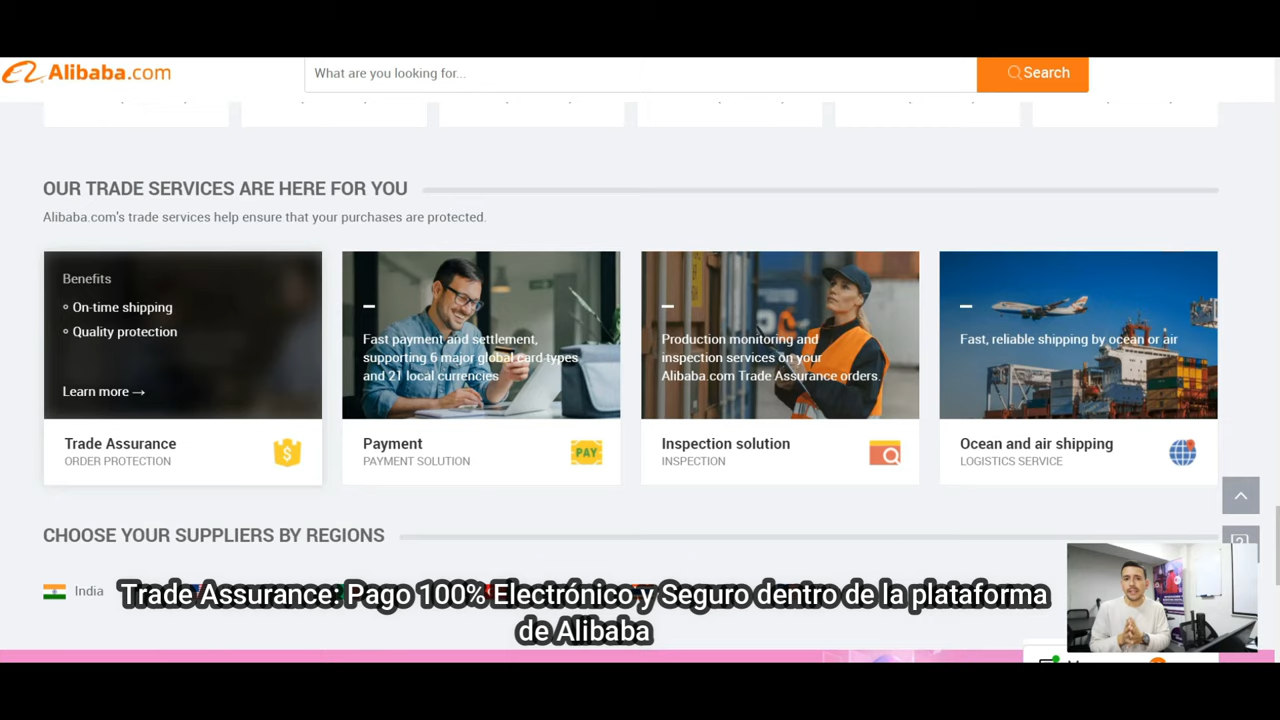 Alibaba.com
What are you looking for...
Search
OUR TRADE SERVICES ARE HERE FOR YOU
Alibaba.com's trade services help ensure that your purchases are protected.
Benefits
On-time shipping
Quality protection
Learn more →
Trade Assurance
ORDER PROTECTION
Fast payment and settlement,
supporting 6 major global card types
and 21 local currencies
Payment
PAY
PAYMENT SOLUTION
Production monitoring and
inspection services on your
Alibaba.com Trade Assurance orders.
Inspection solution
INSPECTION
Fast, reliable shipping by ocean or air
Ocean and air shipping
LOGISTICS SERVICE
CHOOSE YOUR SUPPLIERS BY REGIONS
India
Trade Assurance: Pago 100% Electrónico y Seguro dentro de la plataforma
de Alibaba